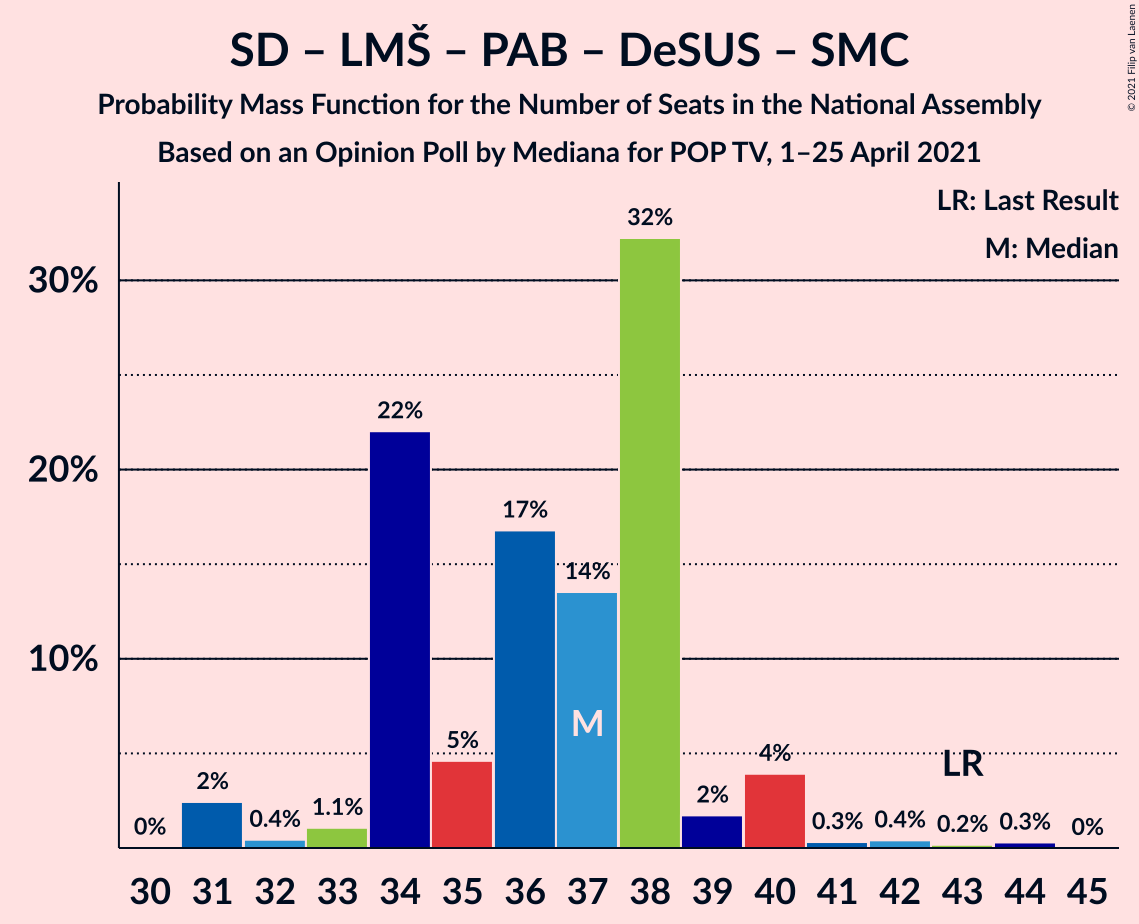 SD – LMŠ – PAB – DeSUS – SMC
Probability Mass Function for the Number of Seats in the National Assembly
Based on an Opinion Poll by Mediana for POP TV, 1–25 April 2021
© 2021 Filip van Laenen
LR: Last Result
M: Median
30%
20%
10%
0%
2%
0.4%
1.1%
22%
5%
17%
14%
32%
2%
4%
0.3%
0.4%
0.2%
0.3%
0%
M
LR
30 31 32 33 34 35 36 37 38 39 40 41 42 43 44 45